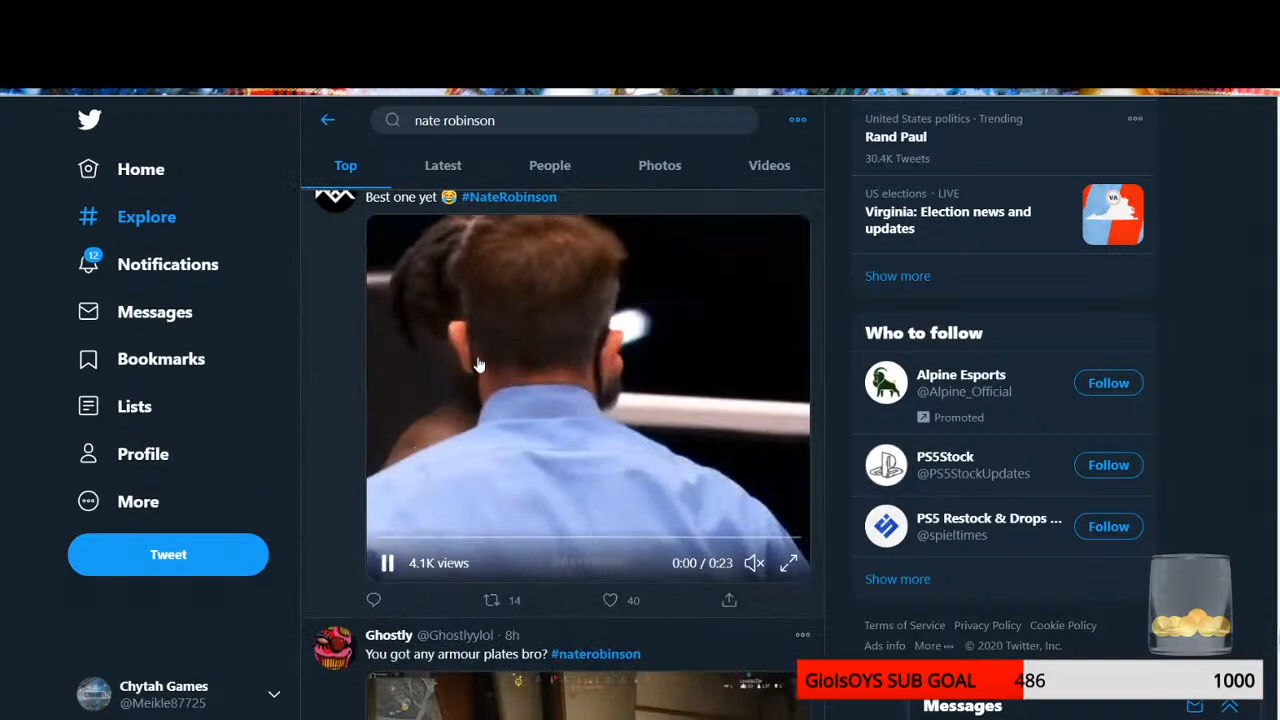 nate robinson
Top
Latest
People
Photos
Videos
Home
Explore
12
Notifications
Messages
Bookmarks
Lists
Profile
More
Tweet
Chytah Games
@Meikle87725
Best one yet 😂 #NateRobinson
4.1K views
0:00 / 0:23
14
40
Ghostly @Ghostlyylol · 8h
You got any armour plates bro? #naterobinson
United States politics · Trending
Rand Paul
30.4K Tweets
US elections · LIVE
Virginia: Election news and
updates
VA
Show more
Who to follow
Alpine Esports
@Alpine_Official
Promoted
Follow
PS5Stock
@PS5StockUpdates
Follow
PS5 Restock & Drops ...
@spieltimes
Follow
Show more
Terms of Service Privacy Policy Cookie Policy
Ads info More © 2020 Twitter, Inc.
GioIsOYS SUB GOAL 486 1000
Messages